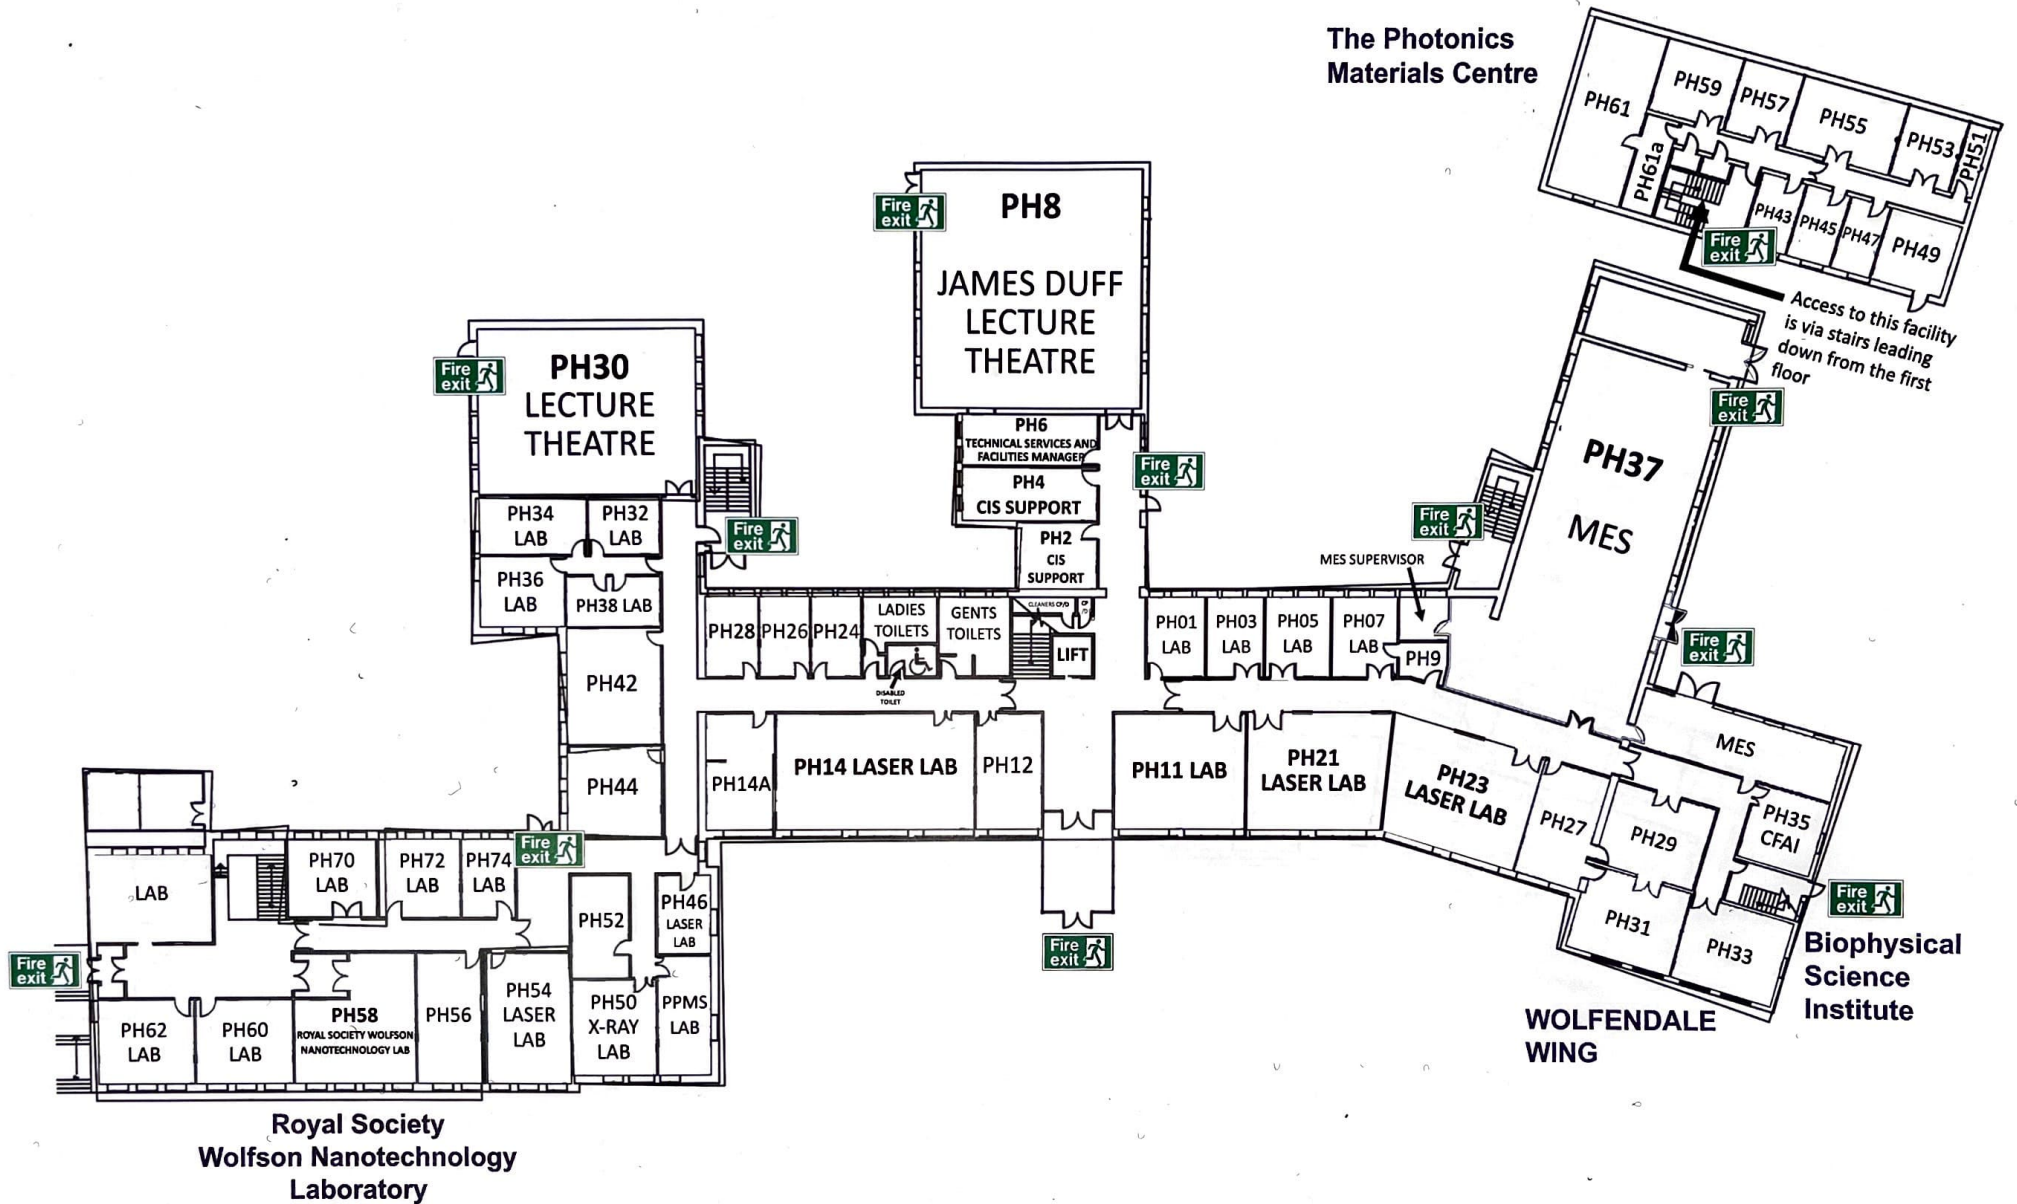 The Photonics
Materials Centre
PH61
PH59
PH57
PH55
PH53
PH51
PH61a
PH43
PH45
PH47
PH49
Fire
exit
Access to this facility
is via stairs leading
down from the first
floor
Fire
exit
PH8
JAMES DUFF
LECTURE
THEATRE
Fire
exit
PH30
LECTURE
THEATRE
Fire
exit
PH37
MES
Fire
exit
PH6
TECHNICAL SERVICES AND
FACILITIES MANAGER
Fire
exit
PH4
CIS SUPPORT
PH2
CIS
SUPPORT
Fire
exit
PH34
LAB
PH32
LAB
Fire
exit
PH36
LAB
PH38 LAB
MES SUPERVISOR
PH28
PH26
PH24
LADIES
TOILETS
GENTS
TOILETS
CLEANERS CP/D
CP
/D
LIFT
DISABLED
TOILET
PH01
LAB
PH03
LAB
PH05
LAB
PH07
LAB
PH9
Fire
exit
PH42
PH44
PH14A
PH14 LASER LAB
PH12
PH11 LAB
PH21
LASER LAB
PH23
LASER LAB
PH27
PH29
MES
PH35
CFAI
PH31
PH33
Fire
exit
Fire
exit
LAB
PH70
LAB
PH72
LAB
PH74
LAB
PH52
PH46
LASER
LAB
Fire
exit
Fire
exit
PH62
LAB
PH60
LAB
PH58
ROYAL SOCIETY WOLFSON
NANOTECHNOLOGY LAB
PH56
PH54
LASER
LAB
PH50
X-RAY
LAB
PPMS
LAB
Biophysical
Science
Institute
WOLFENDALE
WING
Royal Society
Wolfson Nanotechnology
Laboratory